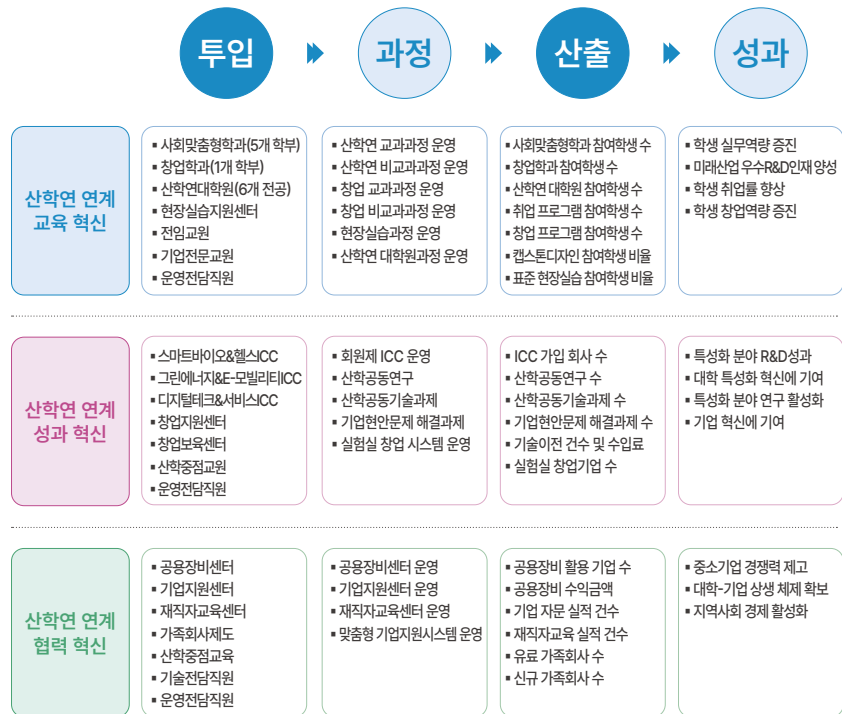 투입
과정
산출
성과
산학연 연계
교육 혁신
▪ 사회맞춤형학과(5개 학부)
▪ 창업학과(1개 학부)
▪ 산학연대학원(6개 전공)
▪ 현장실습지원센터
▪ 전임교원
▪ 기업전문교원
▪ 운영전담직원
▪ 산학연 교과과정 운영
▪ 산학연 비교과과정 운영
▪ 창업 교과과정 운영
▪ 창업 비교과과정 운영
▪ 현장실습과정 운영
▪ 산학연 대학원과정 운영
▪ 사회맞춤형학과 참여학생 수
▪ 창업학과 참여학생 수
▪ 산학연 대학원 참여학생 수
▪ 취업 프로그램 참여학생 수
▪ 창업 프로그램 참여학생 수
▪ 캡스톤디자인 참여학생 비율
▪ 표준 현장실습 참여학생 비율
▪ 학생 실무역량 증진
▪ 미래산업 우수R&D인재 양성
▪ 학생 취업률 향상
▪ 학생 창업역량 증진
산학연 연계
성과 혁신
▪ 스마트바이오&헬스ICC
▪ 그린에너지&E-모빌리티ICC
▪ 디지털테크&서비스ICC
▪ 창업지원센터
▪ 창업보육센터
▪ 산학중점교원
▪ 운영전담직원
▪ 회원제 ICC 운영
▪ 산학공동연구
▪ 산학공동기술과제
▪ 기업현안문제 해결과제
▪ 실험실 창업 시스템 운영
▪ ICC 가입 회사 수
▪ 산학공동연구 수
▪ 산학공동기술과제 수
▪ 기업현안문제 해결과제 수
▪ 기술이전 건수 및 수입료
▪ 실험실 창업기업 수
▪ 특성화 분야 R&D성과
▪ 대학 특성화 혁신에 기여
▪ 특성화 분야 연구 활성화
▪ 기업 혁신에 기여
산학연 연계
협력 혁신
▪ 공용장비센터
▪ 기업지원센터
▪ 재직자교육센터
▪ 가족회사제도
▪ 산학중점교육
▪ 기술전담직원
▪ 운영전담직원
▪ 공용장비센터 운영
▪ 기업지원센터 운영
▪ 재직자교육센터 운영
▪ 맞춤형 기업지원시스템 운영
▪ 공용장비 활용 기업 수
▪ 공용장비 수익금액
▪ 기업 자문 실적 건수
▪ 재직자교육 실적 건수
▪ 유료 가족회사 수
▪ 신규 가족회사 수
▪ 중소기업 경쟁력 제고
▪ 대학-기업 상생 체제 확보
▪ 지역사회 경제 활성화